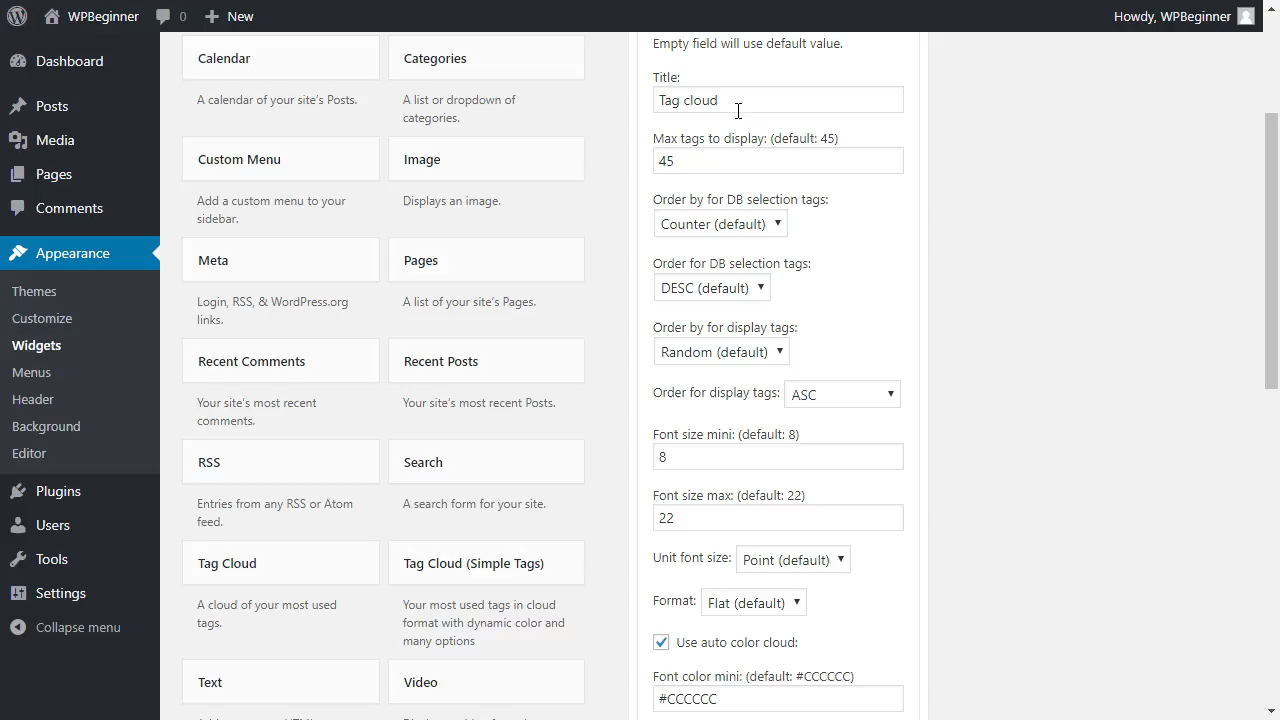 WPBeginner 0 New Howdy, WPBeginner
Dashboard
Posts
Media
Pages
Comments
Appearance
Themes
Customize
Widgets
Menus
Header
Background
Editor
Plugins
Users
Tools
Settings
Collapse menu
Calendar
A calendar of your site's Posts.
Categories
A list or dropdown of
categories.
Custom Menu
Add a custom menu to your
sidebar.
Image
Displays an image.
Meta
Login, RSS, & WordPress.org
links.
Pages
A list of your site's Pages.
Recent Comments
Your site's most recent
comments.
Recent Posts
Your site's most recent Posts.
RSS
Entries from any RSS or Atom
feed.
Search
A search form for your site.
Tag Cloud
A cloud of your most used
tags.
Tag Cloud (Simple Tags)
Your most used tags in cloud
format with dynamic color and
many options
Text
Video
Empty field will use default value.
Title:
Tag cloud
Max tags to display: (default: 45)
45
Order by for DB selection tags:
Counter (default)
Order for DB selection tags:
DESC (default)
Order by for display tags:
Random (default)
Order for display tags: ASC
Font size mini: (default: 8)
8
Font size max: (default: 22)
22
Unit font size: Point (default)
Format: Flat (default)
Use auto color cloud:
Font color mini: (default: #CCCCCC)
#CCCCCC